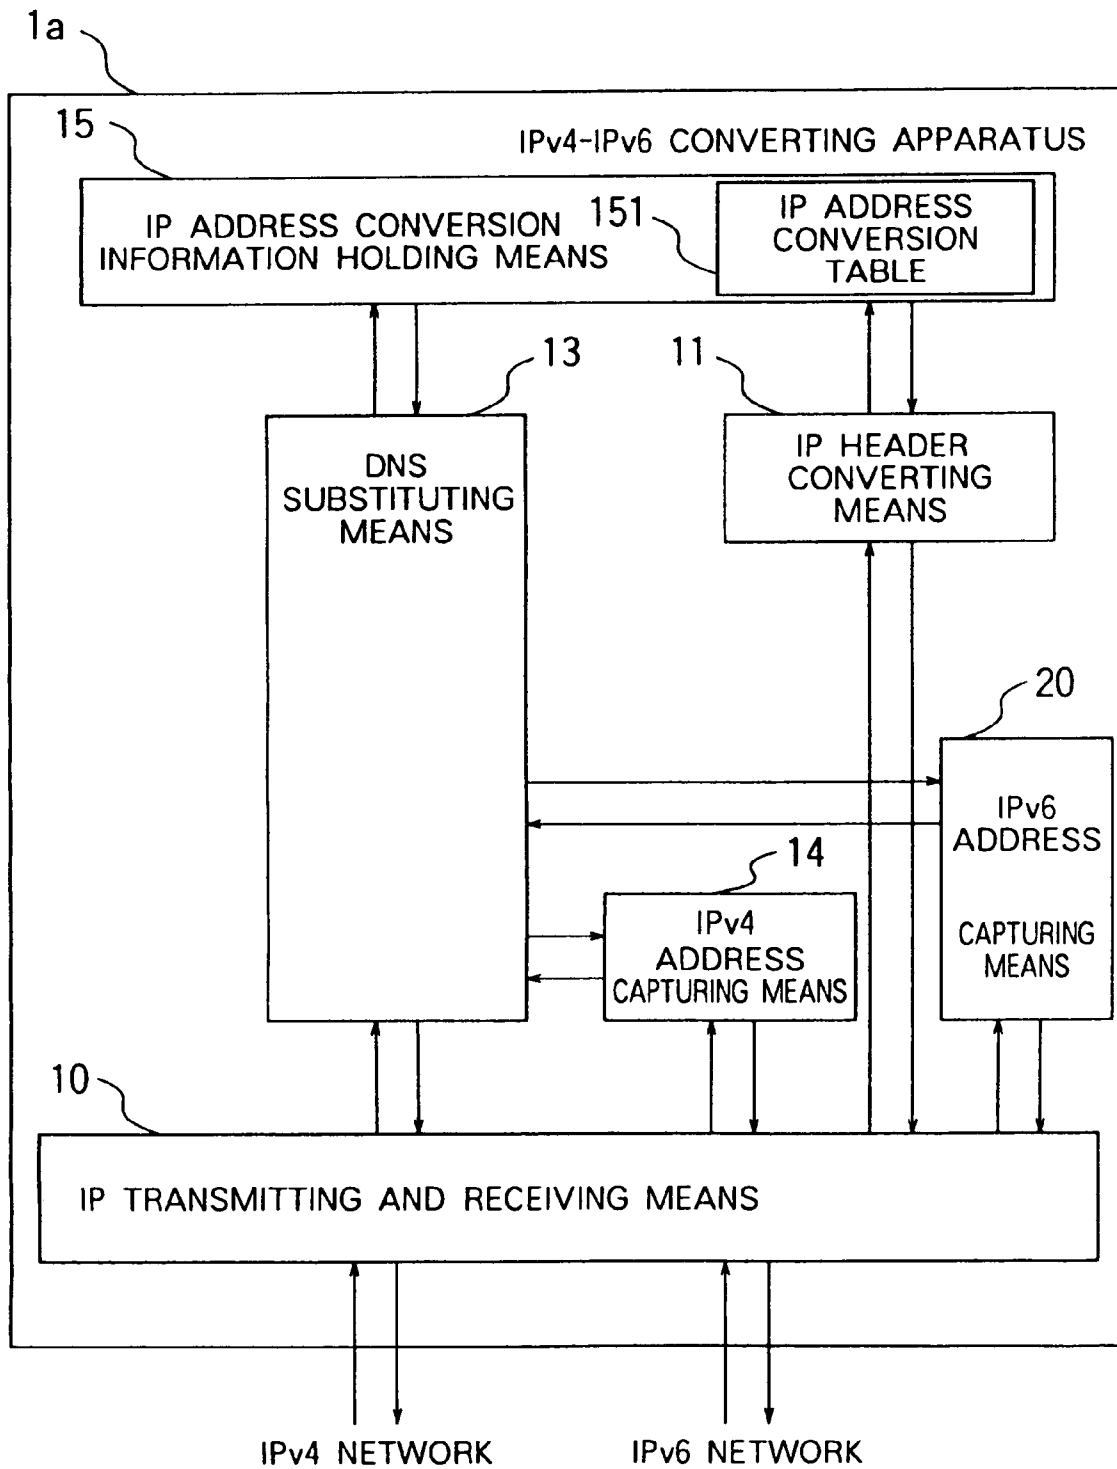 1a
15
IPv4-IPv6 CONVERTING APPARATUS
IP ADDRESS CONVERSION
INFORMATION HOLDING MEANS
151
IP ADDRESS
CONVERSION
TABLE
13
11
DNS
SUBSTITUTING
MEANS
IP HEADER
CONVERTING
MEANS
20
IPv6
ADDRESS
CAPTURING
MEANS
14
IPv4
ADDRESS
CAPTURING MEANS
10
IP TRANSMITTING AND RECEIVING MEANS
IPv4 NETWORK
IPv6 NETWORK